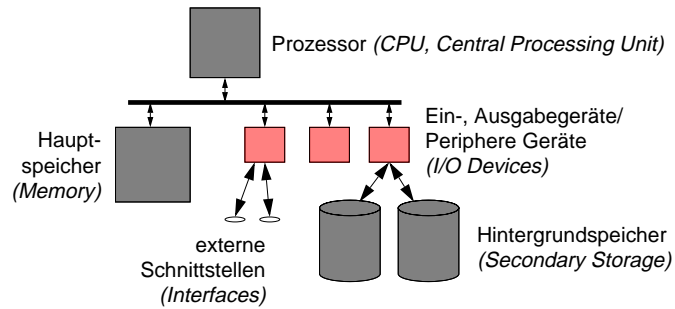 Prozessor (CPU, Central Processing Unit)
Haupt-
speicher
(Memory)
Ein-, Ausgabegeräte/
Periphere Geräte
(I/O Devices)
externe
Schnittstellen
(Interfaces)
Hintergrundspeicher
(Secondary Storage)